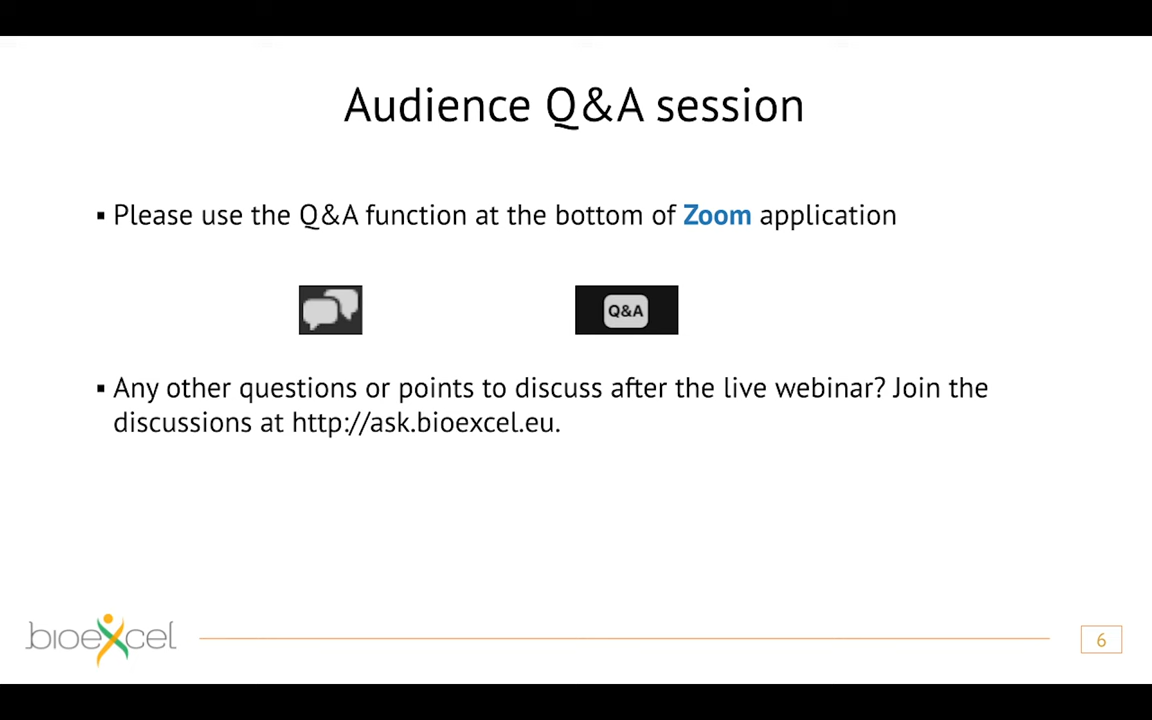 Audience Q&A session
▪ Please use the Q&A function at the bottom of Zoom application
Q&A
▪ Any other questions or points to discuss after the live webinar? Join the
discussions at http://ask.bioexcel.eu.
bioexcel
6